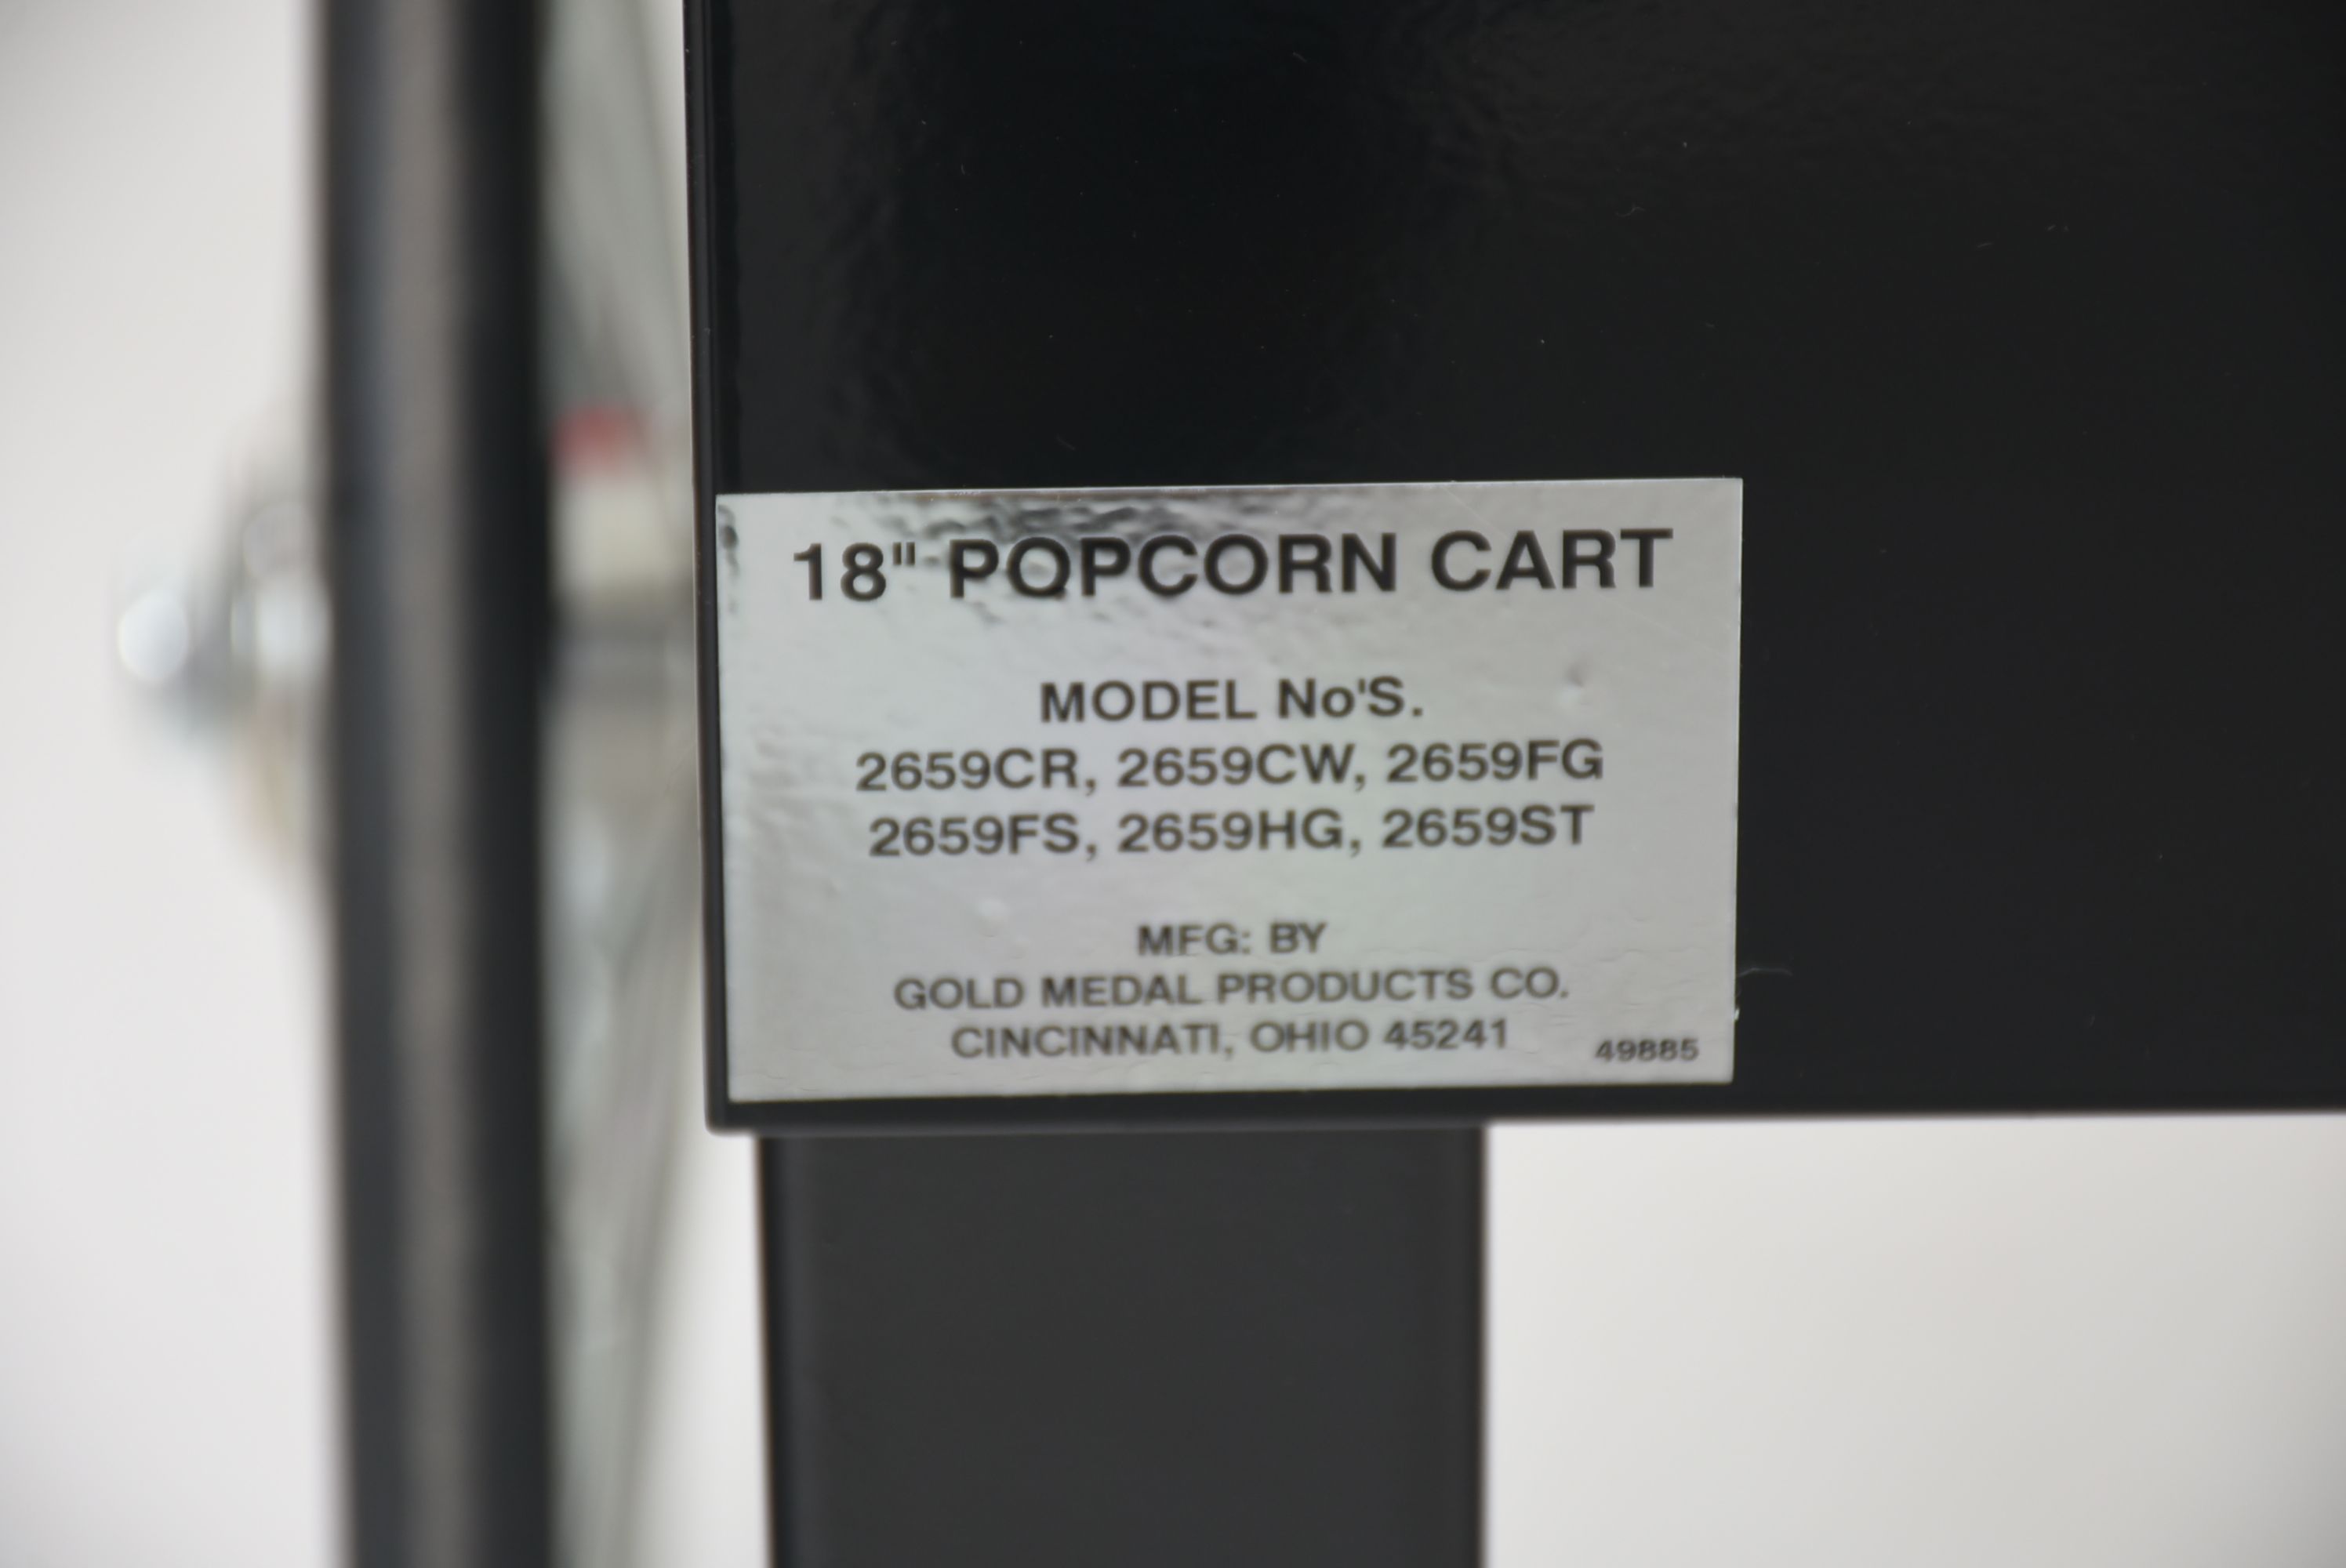 18" POPCORN CART
MODEL No'S.
2659CR, 2659CW, 2659FG
2659FS, 2659HG, 2659ST
MFG: BY
GOLD MEDAL PRODUCTS CO.
CINCINNATI, OHIO 45241
49885